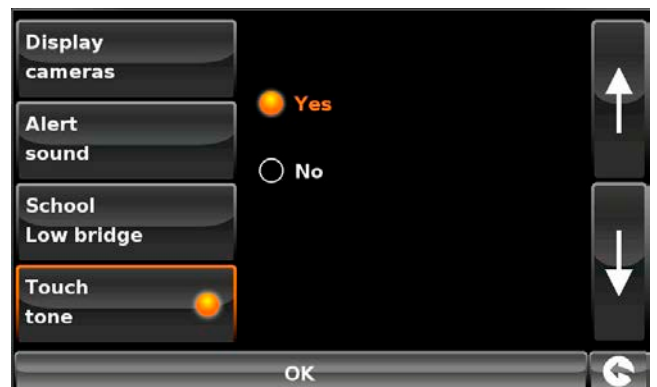 Display
cameras
Alert
sound
School
Low bridge
Touch
tone
Yes
No
OK